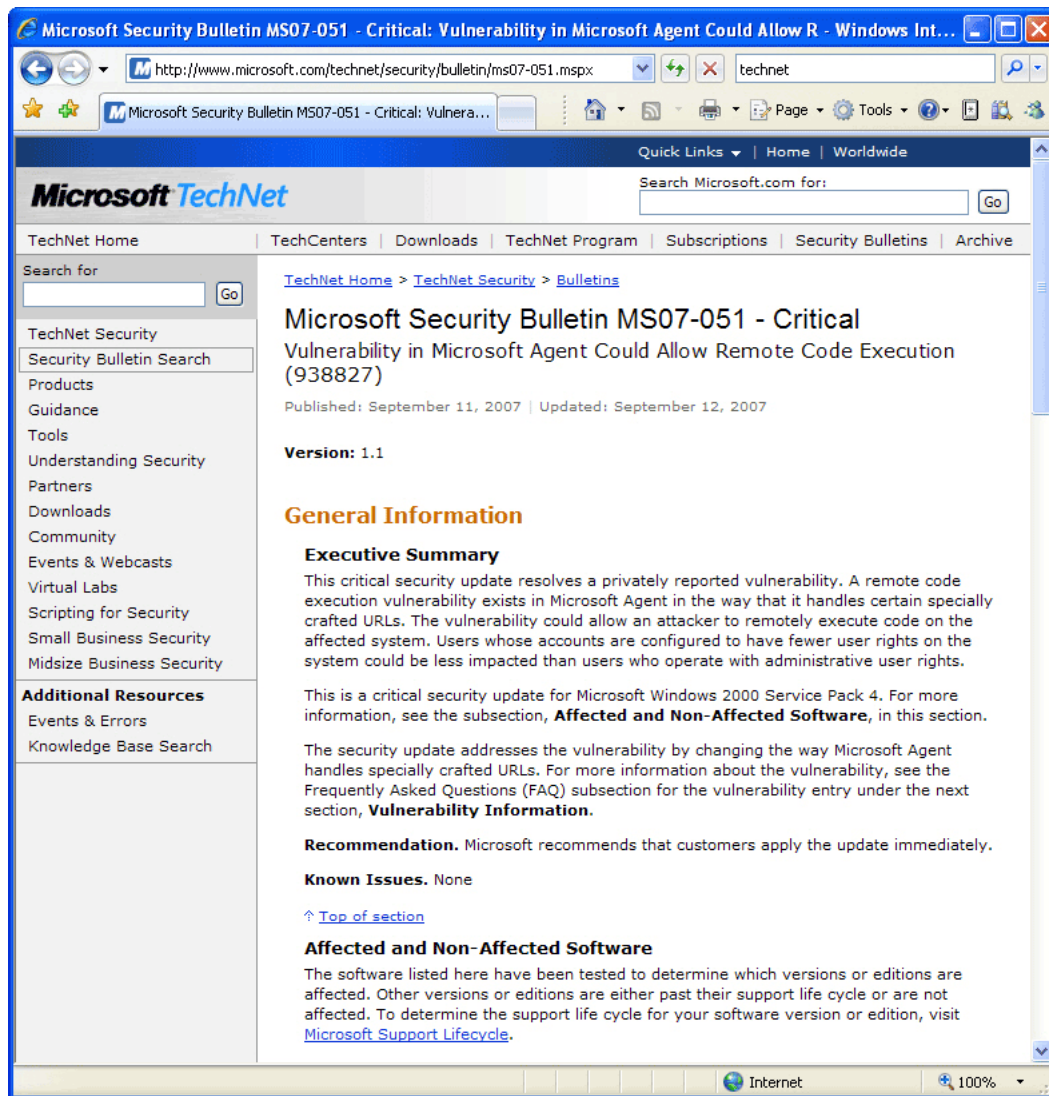 Microsoft Security Bulletin MS07-051 - Critical: Vulnerability in Microsoft Agent Could Allow R - Windows Int...
http://www.microsoft.com/technet/security/bulletin/ms07-051.mspx
technet
Microsoft Security Bulletin MS07-051 - Critical: Vulnera...
Page
Tools
Quick Links | Home | Worldwide
Microsoft TechNet
Search Microsoft.com for:
Go
TechNet Home | TechCenters | Downloads | TechNet Program | Subscriptions | Security Bulletins | Archive
Search for
Go
TechNet Security
Security Bulletin Search
Products
Guidance
Tools
Understanding Security
Partners
Downloads
Community
Events & Webcasts
Virtual Labs
Scripting for Security
Small Business Security
Midsize Business Security
Additional Resources
Events & Errors
Knowledge Base Search
TechNet Home > TechNet Security > Bulletins
Microsoft Security Bulletin MS07-051 - Critical
Vulnerability in Microsoft Agent Could Allow Remote Code Execution
(938827)
Published: September 11, 2007 | Updated: September 12, 2007
Version: 1.1
General Information
Executive Summary
This critical security update resolves a privately reported vulnerability. A remote code
execution vulnerability exists in Microsoft Agent in the way that it handles certain specially
crafted URLs. The vulnerability could allow an attacker to remotely execute code on the
affected system. Users whose accounts are configured to have fewer user rights on the
system could be less impacted than users who operate with administrative user rights.
This is a critical security update for Microsoft Windows 2000 Service Pack 4. For more
information, see the subsection, Affected and Non-Affected Software, in this section.
The security update addresses the vulnerability by changing the way Microsoft Agent
handles specially crafted URLs. For more information about the vulnerability, see the
Frequently Asked Questions (FAQ) subsection for the vulnerability entry under the next
section, Vulnerability Information.
Recommendation. Microsoft recommends that customers apply the update immediately.
Known Issues. None
Top of section
Affected and Non-Affected Software
The software listed here have been tested to determine which versions or editions are
affected. Other versions or editions are either past their support life cycle or are not
affected. To determine the support life cycle for your software version or edition, visit
Microsoft Support Lifecycle.
Internet
100%